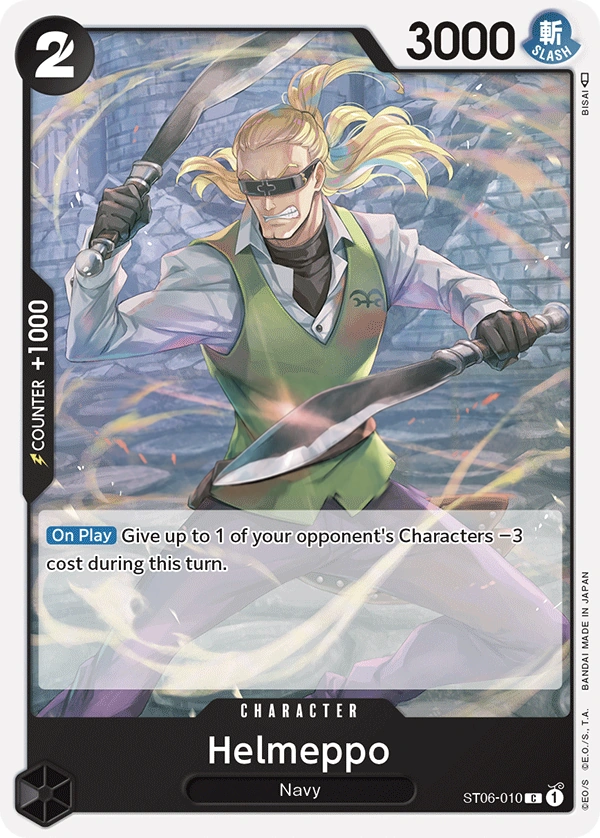 2
3000
斬
SLASH
BISAI
COUNTER +1000
On Play Give up to 1 of your opponent's Characters −3
cost during this turn.
CHARACTER
Helmeppo
Navy
ST06-010 C 1
©E.O/S ©E.O./S., T.A. BANDAI MADE IN JAPAN